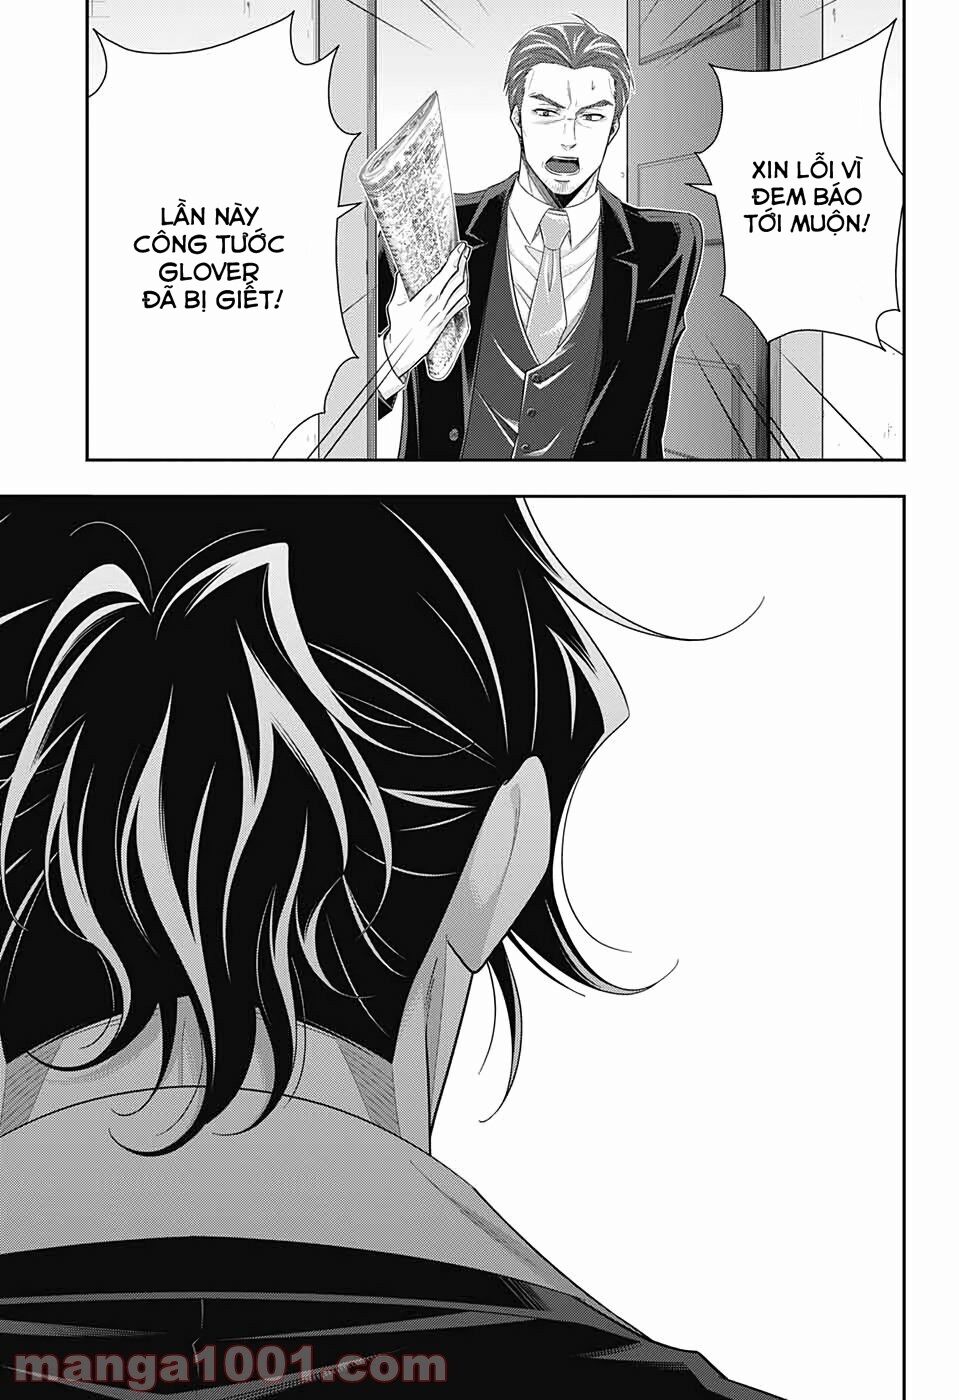 XIN LỖI VÌ
ĐEM BÁO
TỚI MUỘN!
LẦN NÀY
CÔNG TƯỚC
GLOVER
ĐÃ BỊ GIẾT!
manga1001.com